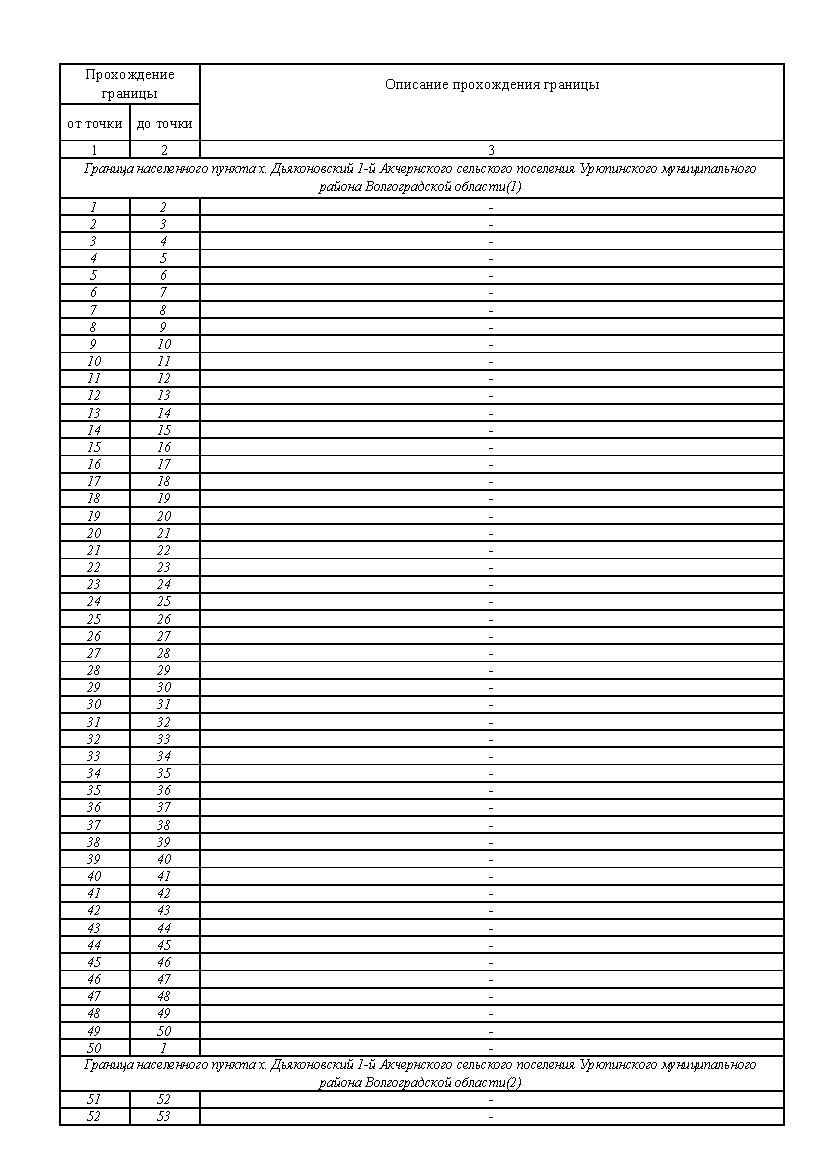 Прохождение
границы
Описание прохождения границы
от точки до точки
1 2 3
Граница населенного пункта х. Дьяконовский 1-й Акчернского сельского поселения Урюпинского муниципального
района Волгоградской области(1)
1 2 -
2 3 -
3 4 -
4 5 -
5 6 -
6 7 -
7 8 -
8 9 -
9 10 -
10 11 -
11 12 -
12 13 -
13 14 -
14 15 -
15 16 -
16 17 -
17 18 -
18 19 -
19 20 -
20 21 -
21 22 -
22 23 -
23 24 -
24 25 -
25 26 -
26 27 -
27 28 -
28 29 -
29 30 -
30 31 -
31 32 -
32 33 -
33 34 -
34 35 -
35 36 -
36 37 -
37 38 -
38 39 -
39 40 -
40 41 -
41 42 -
42 43 -
43 44 -
44 45 -
45 46 -
46 47 -
47 48 -
48 49 -
49 50 -
50 1 -
Граница населенного пункта х. Дьяконовский 1-й Акчернского сельского поселения Урюпинского муниципального
района Волгоградской области(2)
51 52 -
52 53 -